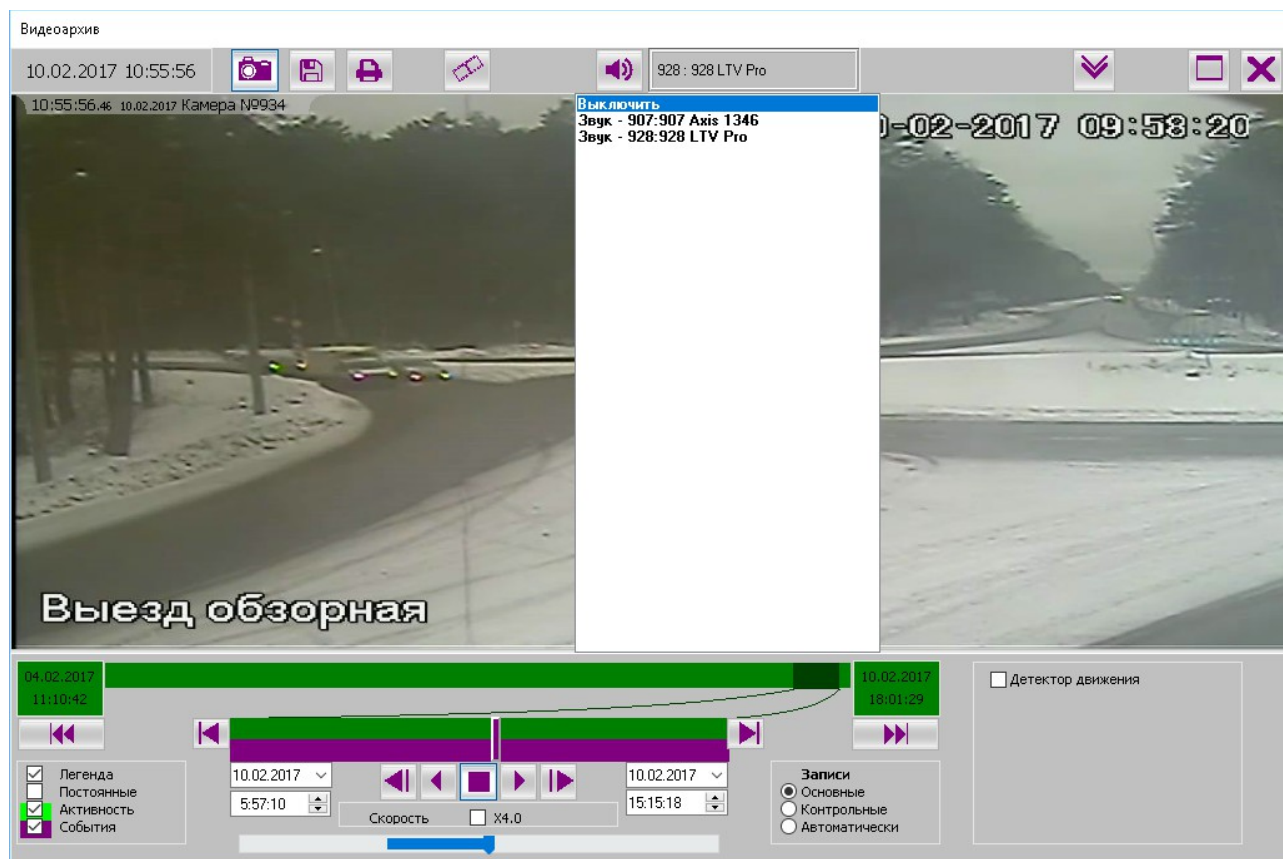 Видеоархив
10.02.2017 10:55:56
928 : 928 LTV Pro
10:55:56.46 10.02.2017 Камера №934
Выключить
Звук - 907:907 Axis 1346
Звук - 928:928 LTV Pro
-02-2017 09:58:20
Выезд обзорная
04.02.2017
11:10:42
10.02.2017
18:01:29
Детектор движения
Легенда
Постоянные
Активность
События
10.02.2017
5:57:10
Скорость X4.0
10.02.2017
15:15:18
Записи
Основные
Контрольные
Автоматически